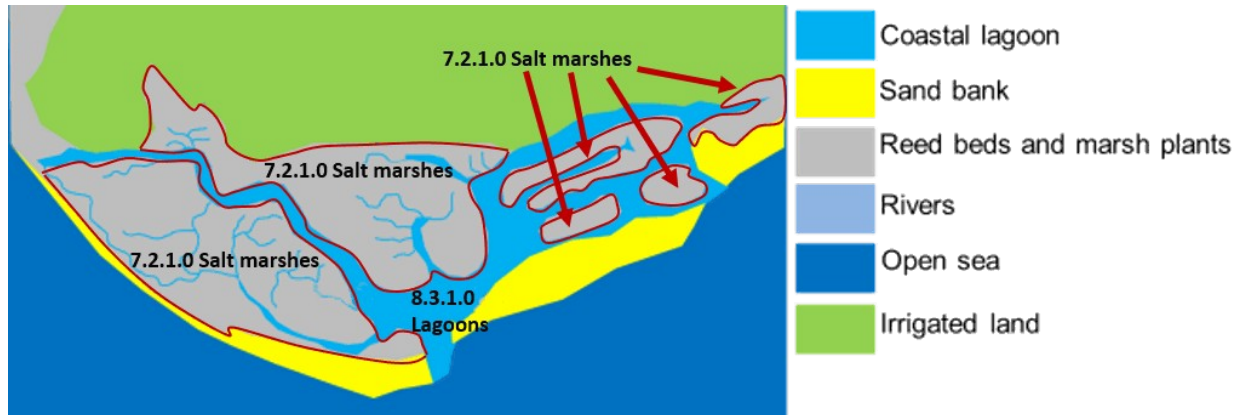 7.2.1.0 Salt marshes
7.2.1.0 Salt marshes
7.2.1.0 Salt marshes
8.3.1.0
Lagoons
Coastal lagoon
Sand bank
Reed beds and marsh plants
Rivers
Open sea
Irrigated land